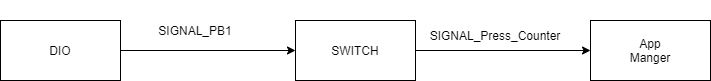 DIO
SIGNAL_PB1
SWITCH
SIGNAL_Press_Counter
App
Manger